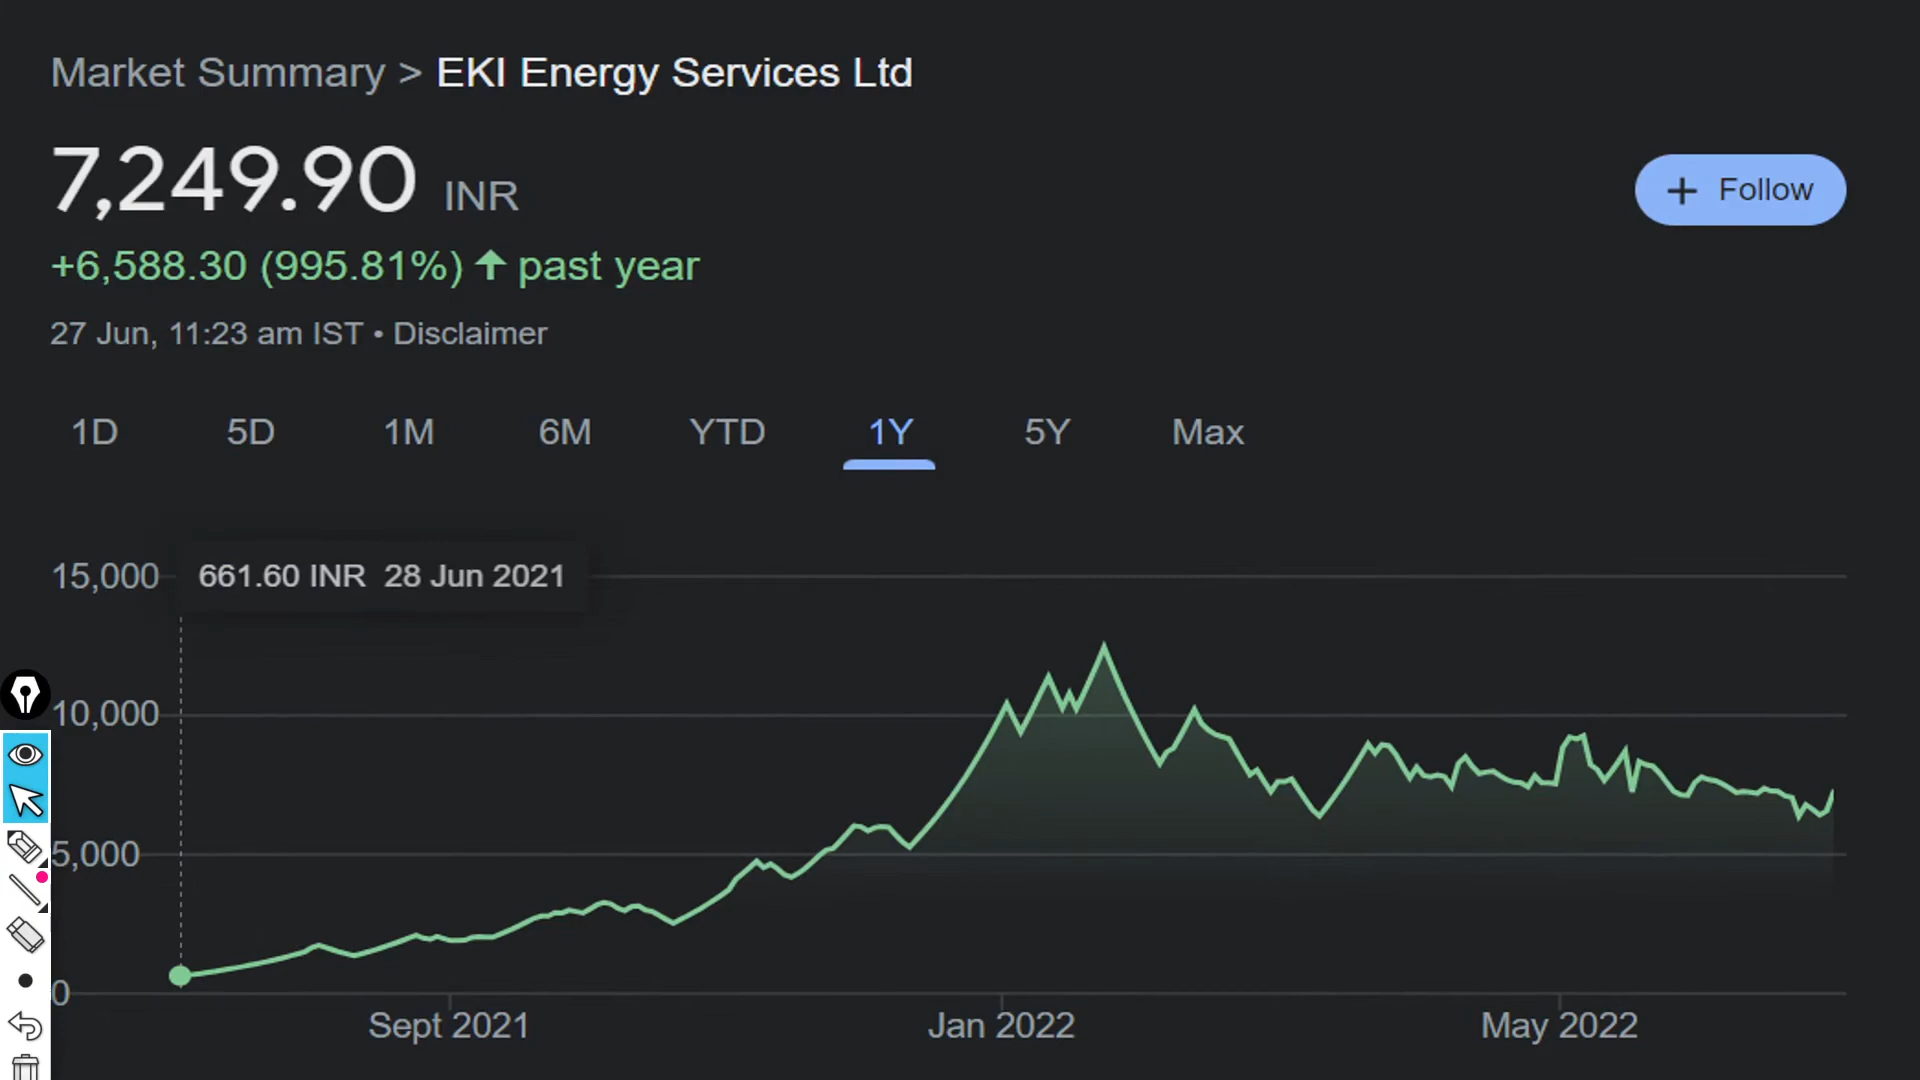 Market Summary > EKI Energy Services Ltd
7,249.90 INR
+ Follow
+6,588.30 (995.81%) ↑ past year
27 Jun, 11:23 am IST • Disclaimer
1D 5D 1M 6M YTD 1Y 5Y Max
15,000
661.60 INR 28 Jun 2021
10,000
5,000
0
Sept 2021 Jan 2022 May 2022